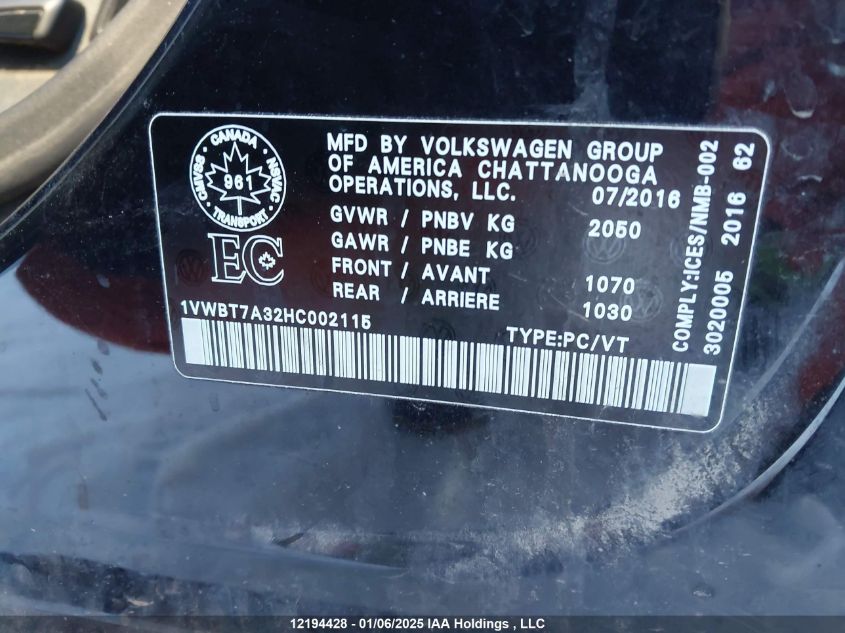 CANADA
CMVSS
NSVAC
961
TRANSPORT
EC
MFD BY VOLKSWAGEN GROUP
OF AMERICA CHATTANOOGA
OPERATIONS, LLC. 07/2016
GVWR / PNBV KG 2050
GAWR / PNBE KG
FRONT / AVANT 1070
REAR / ARRIERE 1030
1VWBT7A32HC002115
TYPE:PC/VT
COMPLY:ICES/NMB-002
3020005 2016 62
12194428 - 01/06/2025 IAA Holdings , LLC